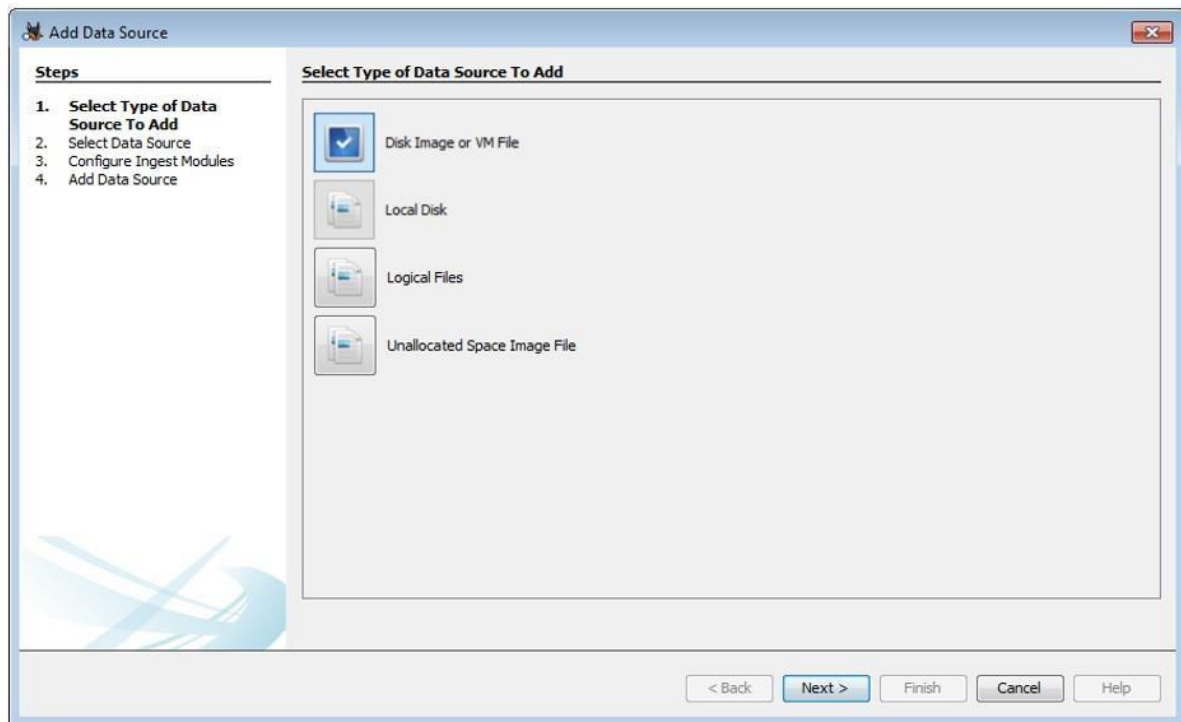 Add Data Source
Steps
1. Select Type of Data
Source To Add
2. Select Data Source
3. Configure Ingest Modules
4. Add Data Source
Select Type of Data Source To Add
Disk Image or VM File
Local Disk
Logical Files
Unallocated Space Image File
< Back
Next >
Finish
Cancel
Help